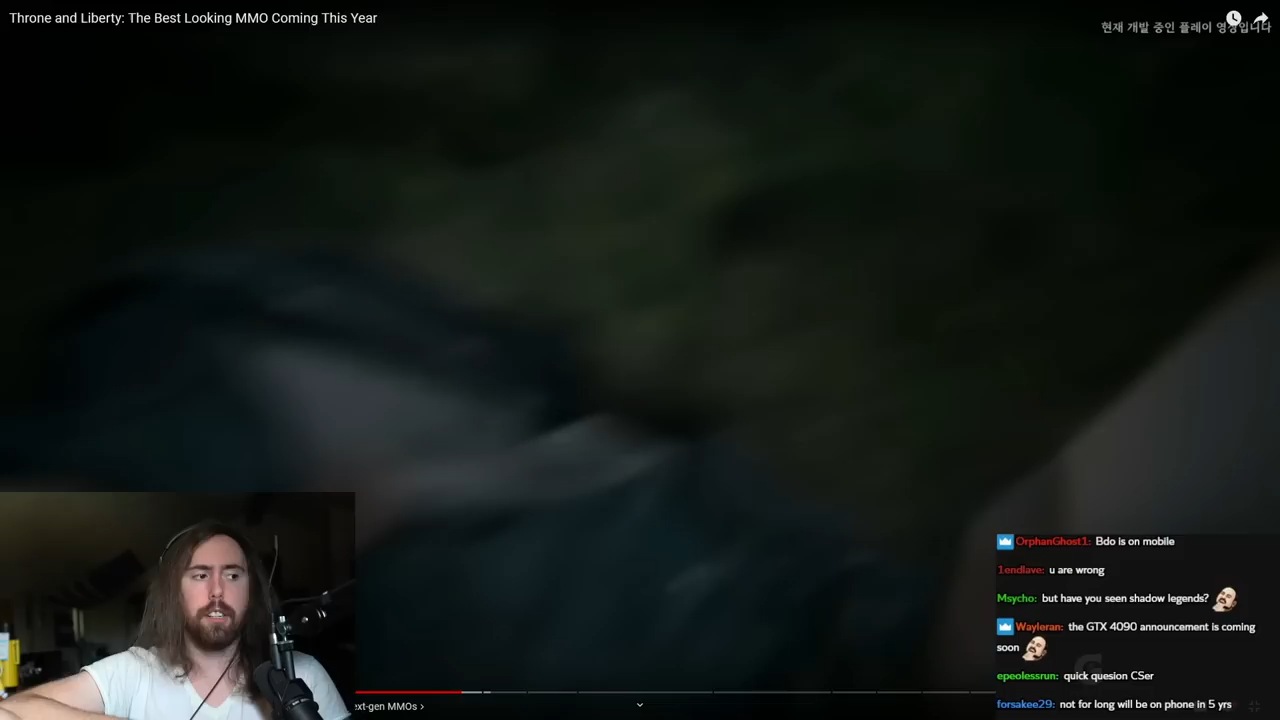 Throne and Liberty: The Best Looking MMO Coming This Year
현재 개발 중인 플레이 영상입니다
OrphanGhost1: Bdo is on mobile
1endlave: u are wrong
Msycho: but have you seen shadow legends?
Wayleran: the GTX 4090 announcement is coming
soon
epeolessrun: quick quesion CSer
forsakee29: not for long will be on phone in 5 yrs
ext-gen MMOs